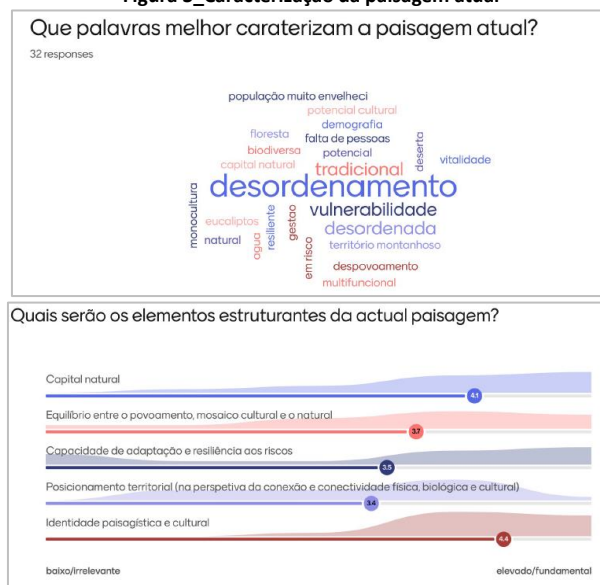 Figura 5_Caracterização da paisagem atual
Que palavras melhor caraterizam a paisagem atual?
32 responses
população muito envelheci
potencial cultural
demografia
floresta
falta de pessoas
biodiversa
potencial
deserta
vitalidade
capital natural
tradicional
desordenamento
monocultura
vulnerabilidade
eucoliptos
resiliente
gestao
desordenada
natural
agua
território montanhoso
em risco
despovoamento
multifuncional
Quais serão os elementos estruturantes da actual paisagem?
Capital natural
4.1
Equilíbrio entre o povoamento, mosaico cultural e o natural
3.7
Capacidade de adaptação e resiliência aos riscos
3.5
Posicionamento territorial (na perspetiva da conexão e conectividade física, biológica e cultural)
3.4
Identidade paisagística e cultural
4.4
baixo/irrelevante
elevado/fundamental